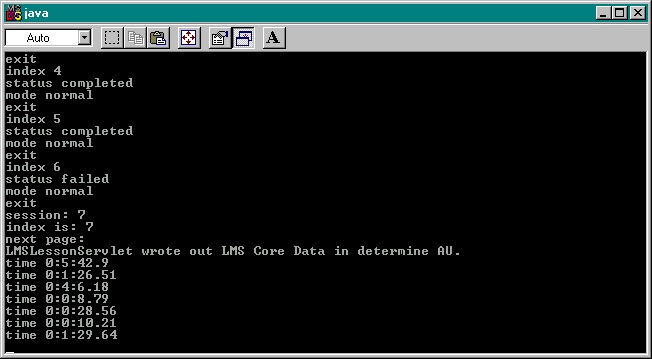 java
Auto
A
exit
index 4
status completed
mode normal
exit
index 5
status completed
mode normal
exit
index 6
status failed
mode normal
exit
session: 7
index is: 7
next page:
LMSLessonServlet wrote out LMS Core Data in determine AU.
time 0:5:42.9
time 0:1:26.51
time 0:4:6.18
time 0:0:8.79
time 0:0:28.56
time 0:0:10.21
time 0:1:29.64